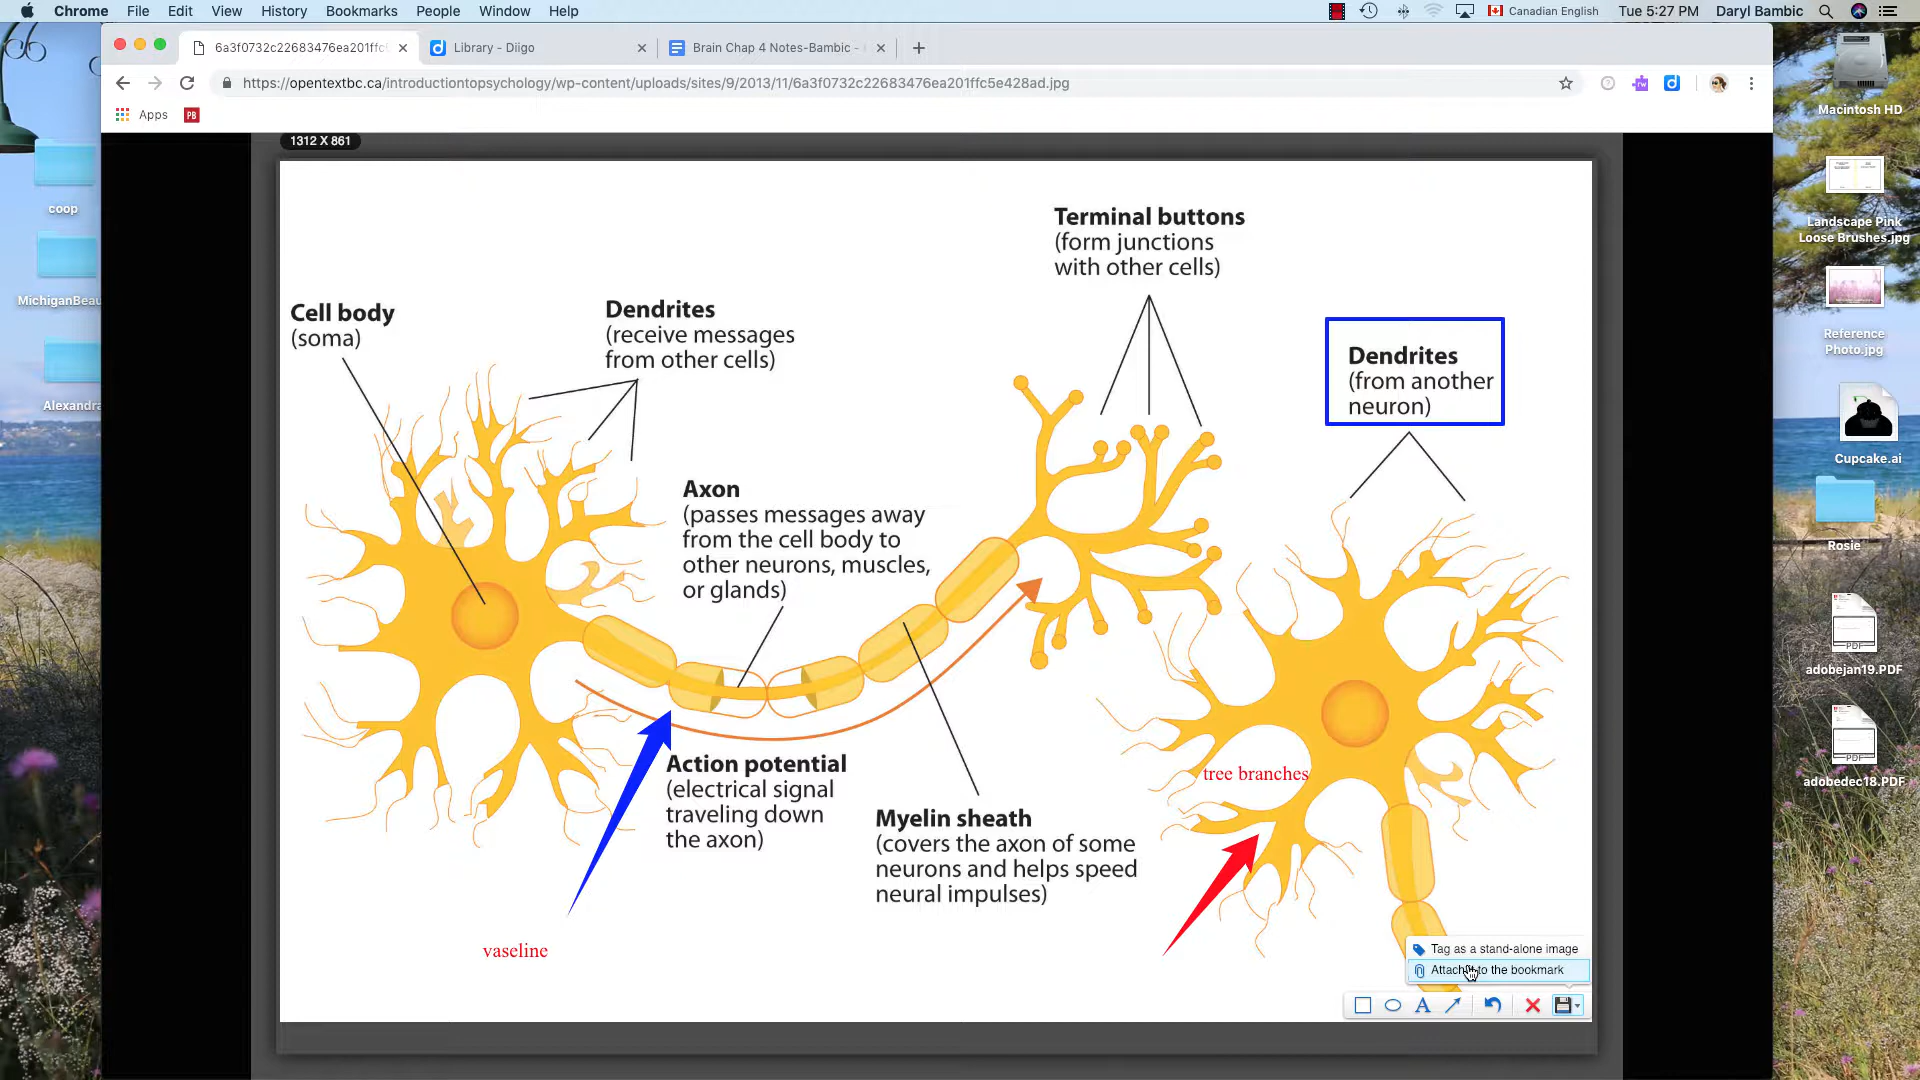 Chrome File Edit View History Bookmarks People Window Help
Canadian English Tue 5:27 PM Daryl Bambic
6a3f0732c22683476ea201ffc
Library - Diigo
Brain Chap 4 Notes-Bambic -
https://opentextbc.ca/introductiontopsychology/wp-content/uploads/sites/9/2013/11/6a3f0732c22683476ea201ffc5e428ad.jpg
Apps
PB
1312 X 861
Terminal buttons
(form junctions
with other cells)
Cell body
(soma)
Dendrites
(receive messages
from other cells)
Dendrites
(from another
neuron)
Axon
(passes messages away
from the cell body to
other neurons, muscles,
or glands)
Action potential
(electrical signal
traveling down
the axon)
Myelin sheath
(covers the axon of some
neurons and helps speed
neural impulses)
tree branches
vaseline
Tag as a stand-alone image
Attach to the bookmark
A
coop
MichiganBeau
Alexandra
Macintosh HD
Landscape Pink
Loose Brushes.jpg
Reference
Photo.jpg
Cupcake.ai
Rosie
PDF
adobejan19.PDF
PDF
adobedec18.PDF